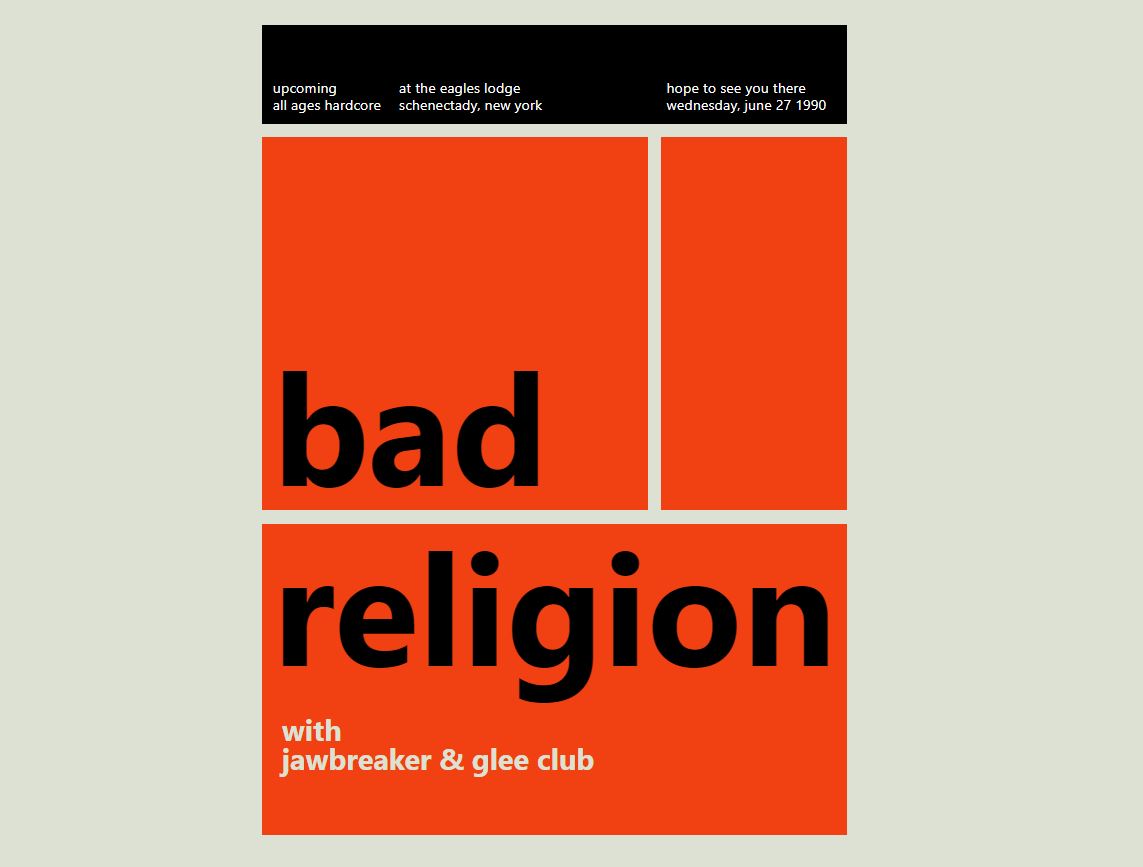 upcoming
all ages hardcore
at the eagles lodge
schenectady, new york
hope to see you there
wednesday, june 27 1990
bad
religion
with
jawbreaker & glee club